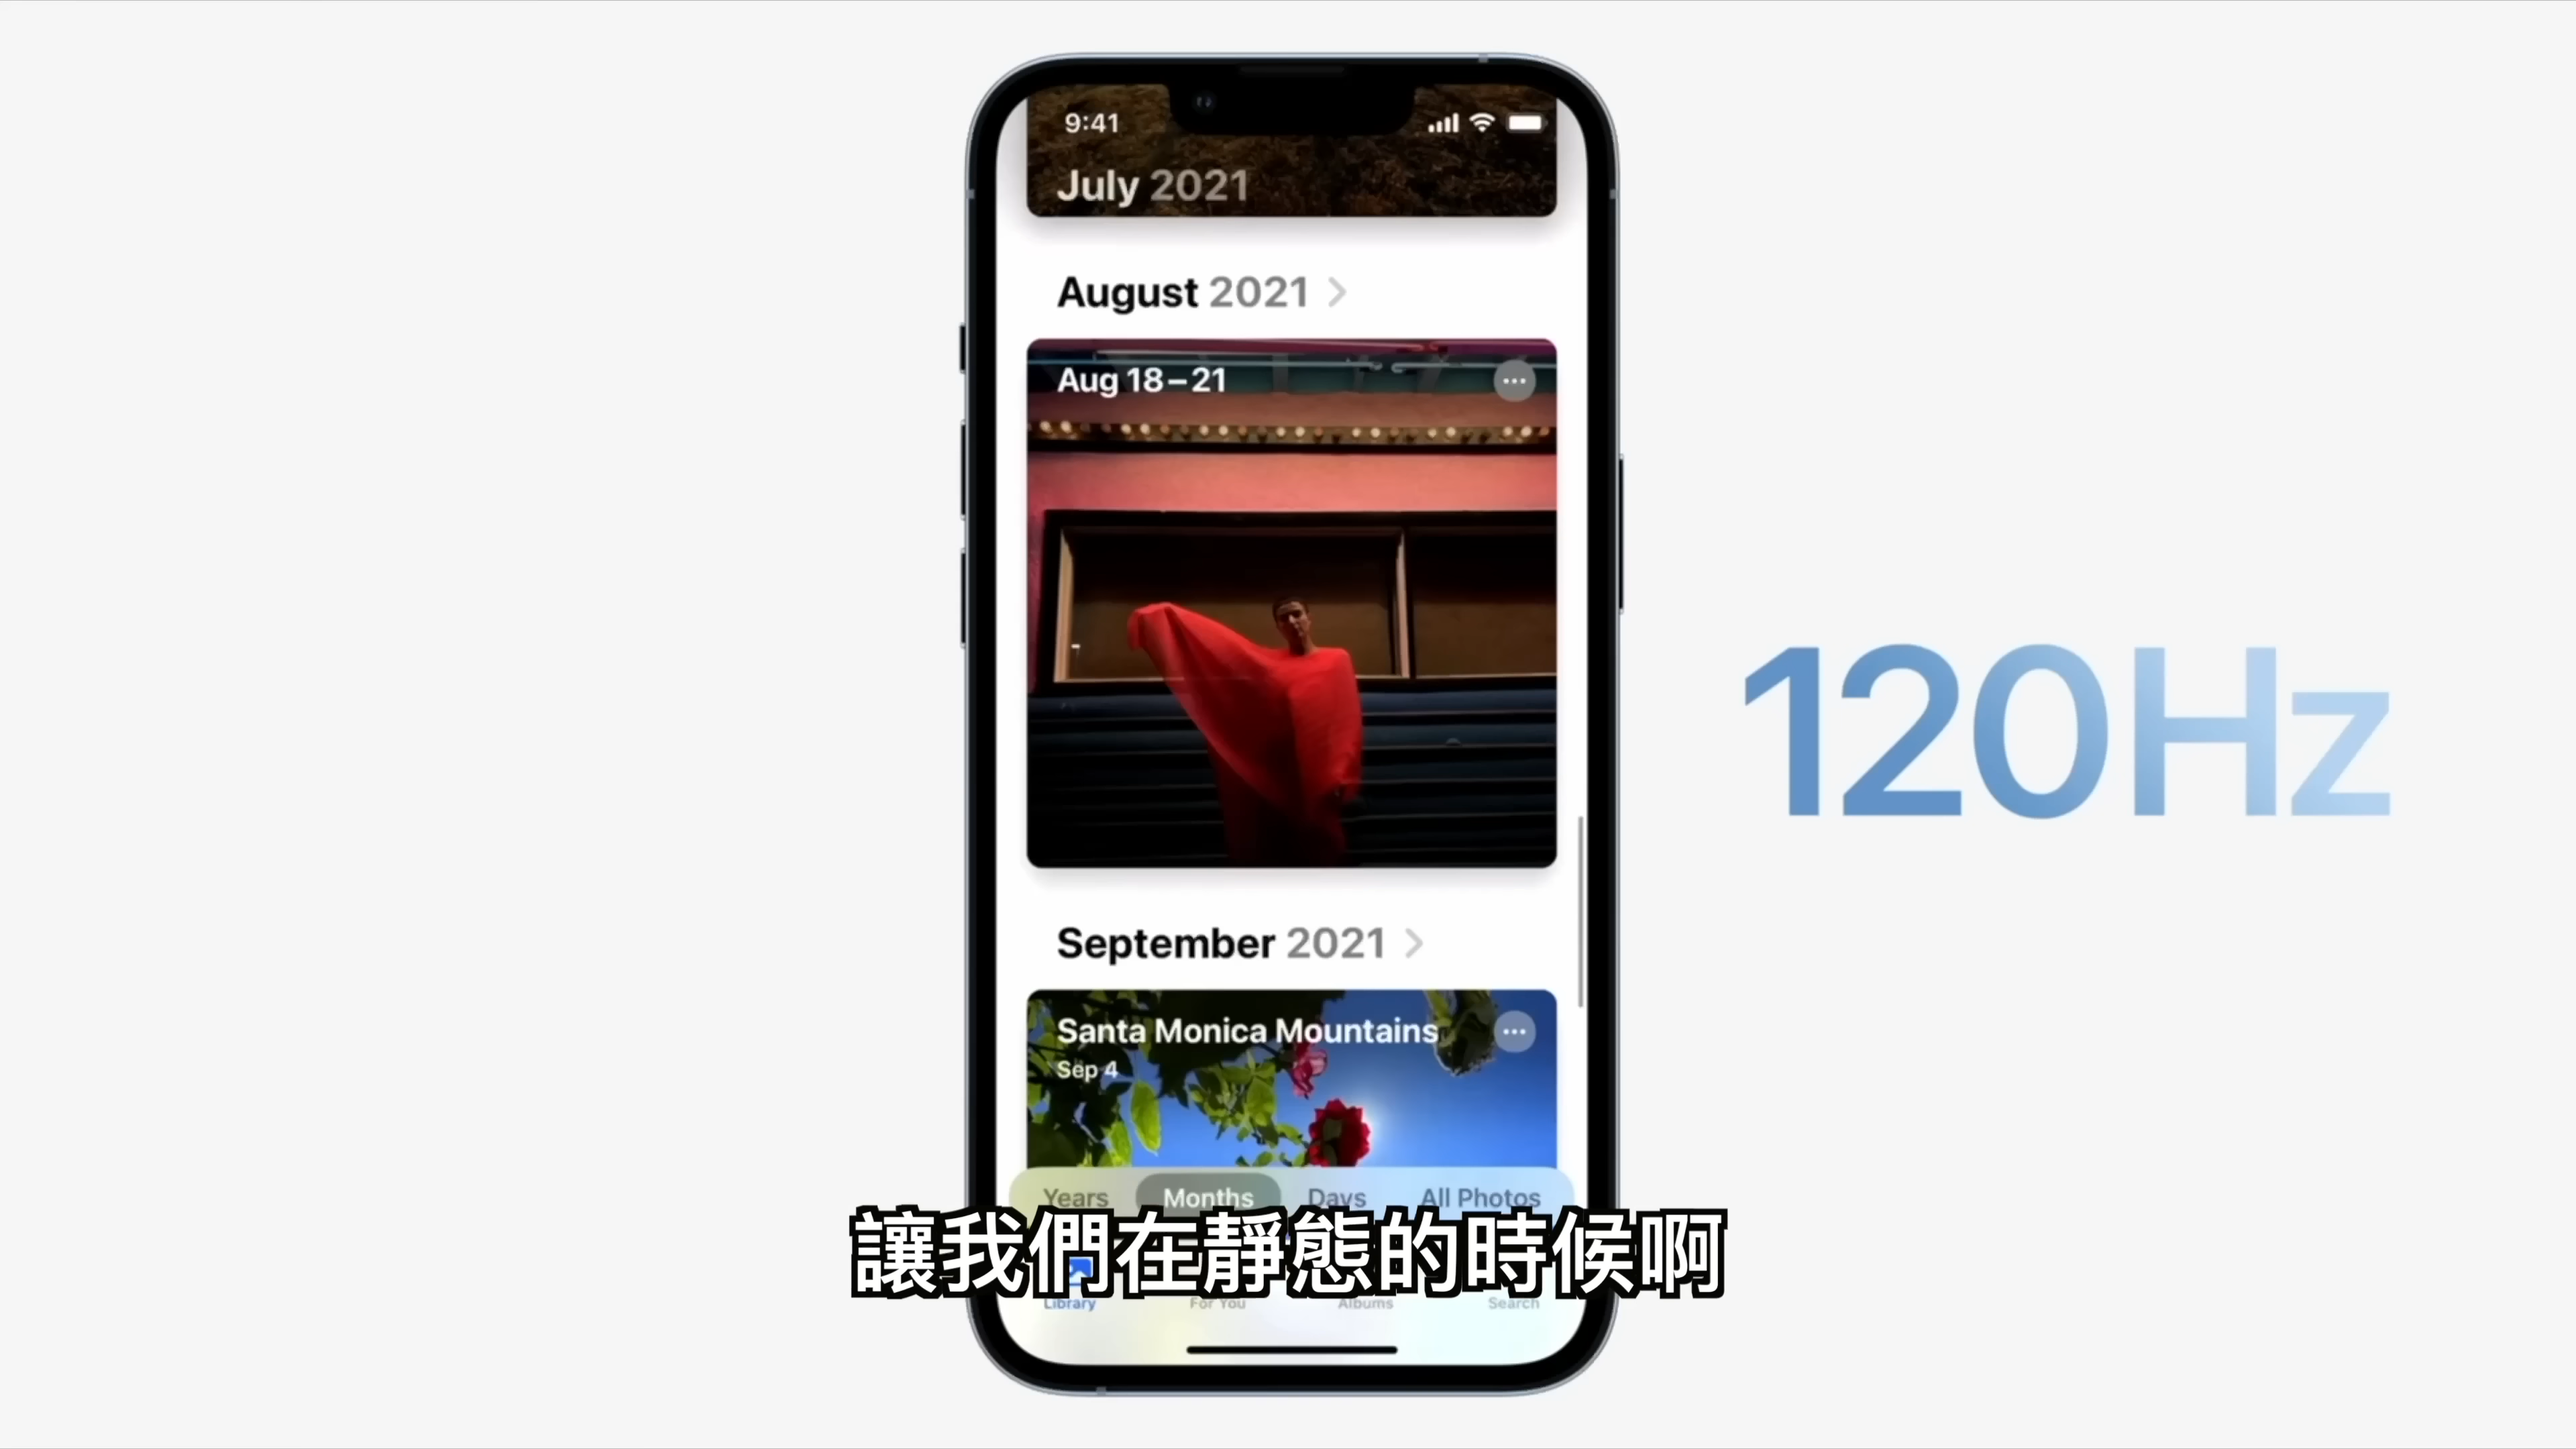 9:41
July 2021
August 2021
Aug 18–21
120Hz
September 2021
Santa Monica Mountains
Sep 4
Years Months Days All Photos
讓我們在靜態的時候啊
Library For You Albums Search